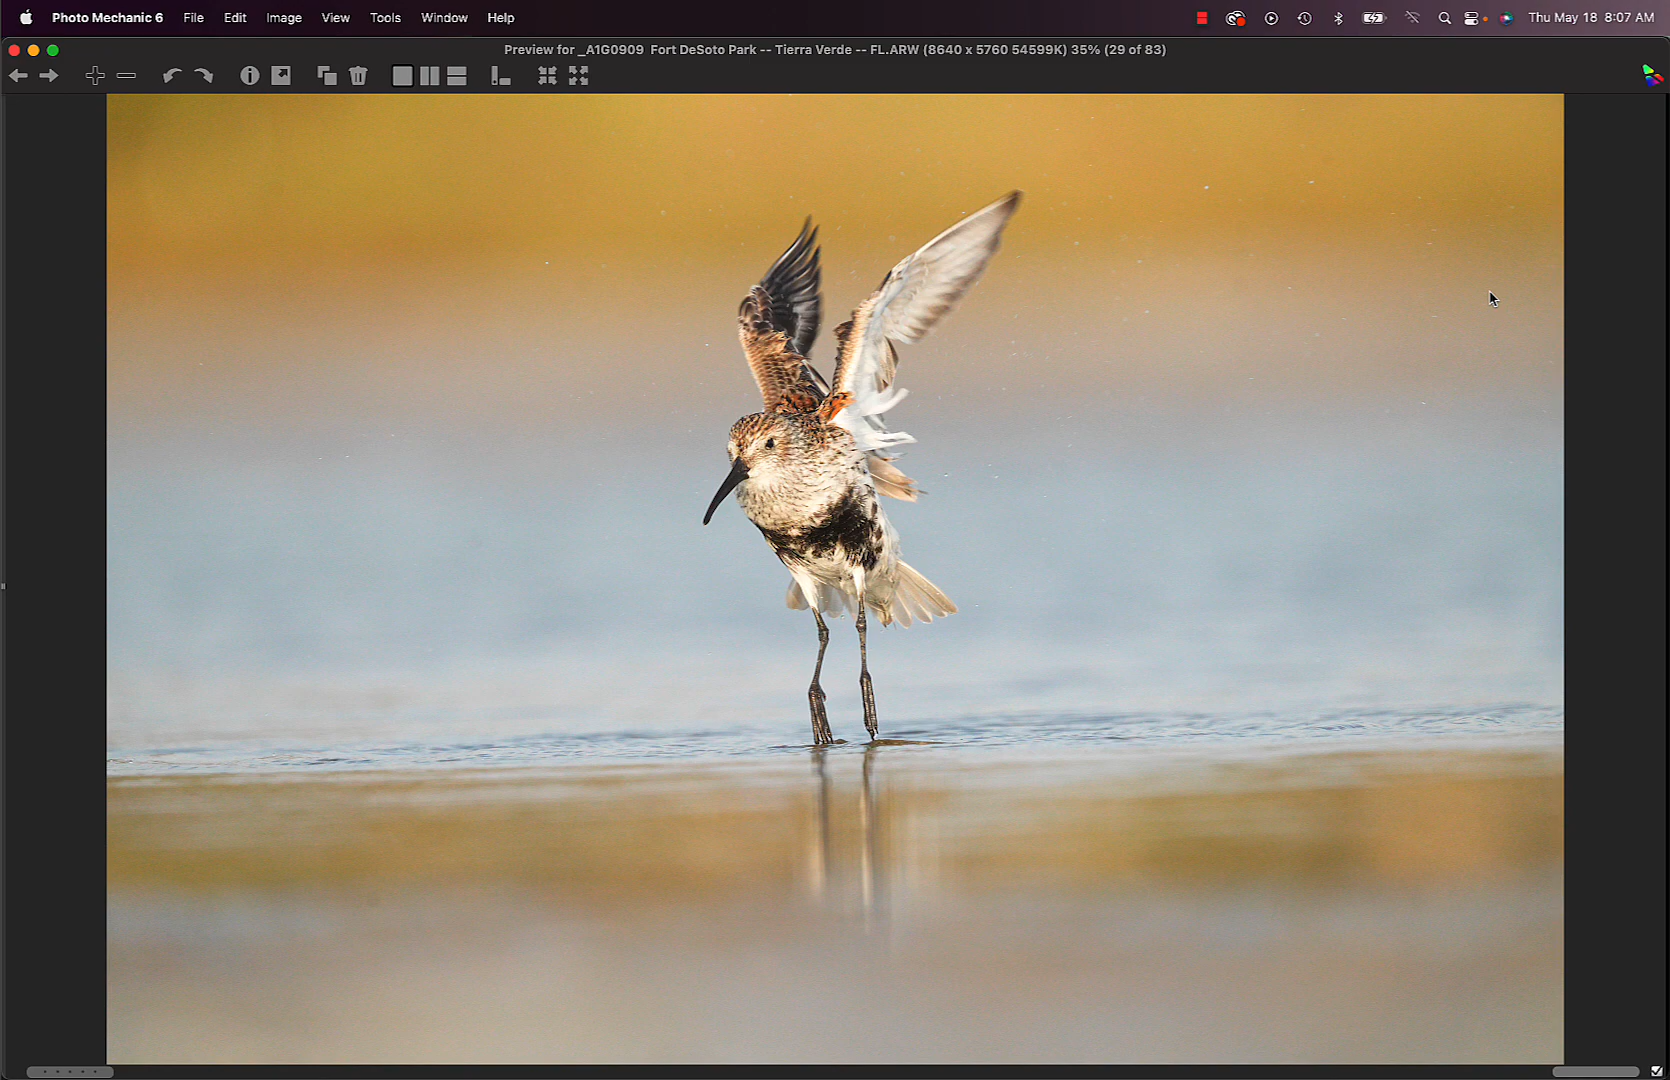 Photo Mechanic 6 File Edit Image View Tools Window Help Thu May 18 8:07 AM
Preview for _A1G0909 Fort DeSoto Park -- Tierra Verde -- FL.ARW (8640 x 5760 54599K) 35% (29 of 83)